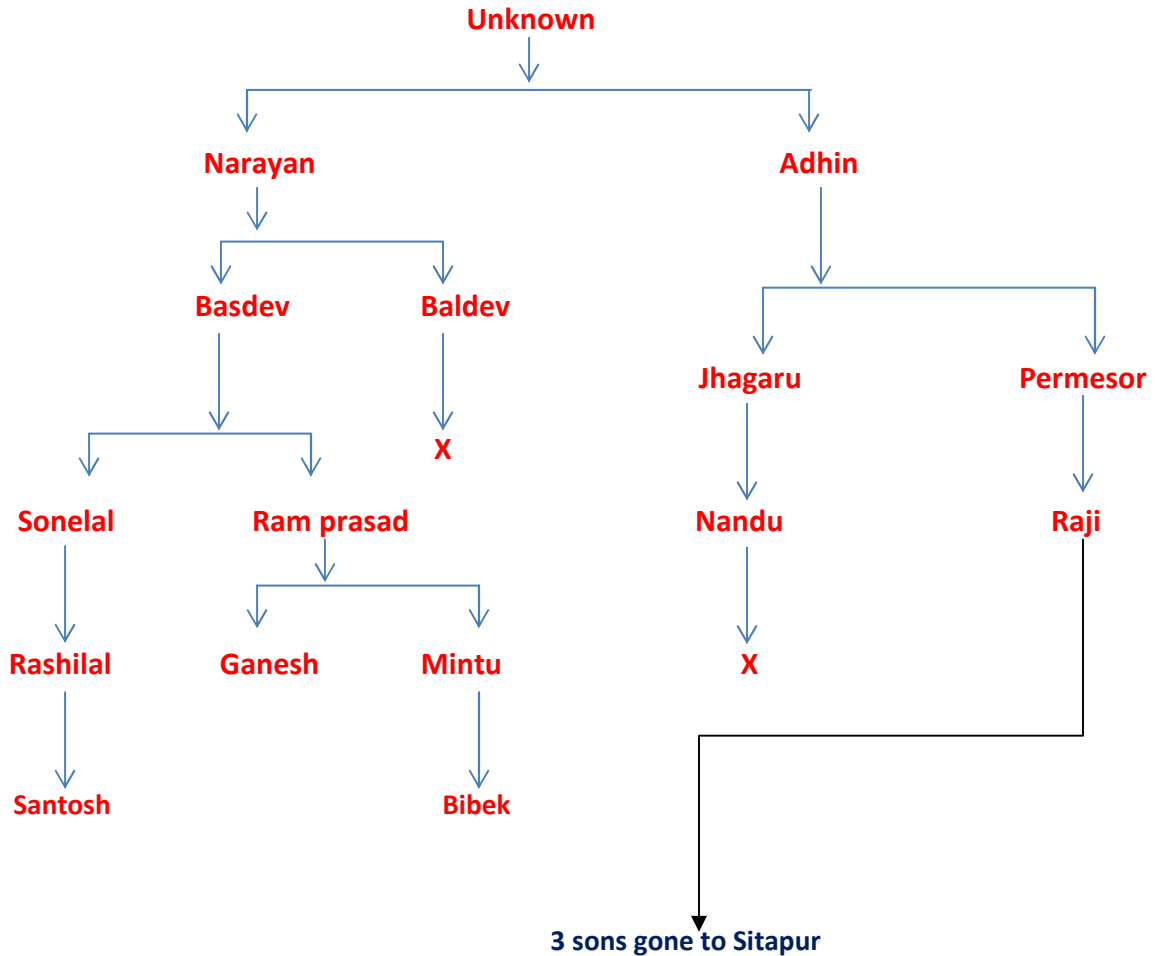 Unknown
Narayan
Adhin
Basdev
Baldev
Jhagaru
Permesor
X
Sonelal
Ram prasad
Nandu
Raji
Rashilal
Ganesh
Mintu
X
Santosh
Bibek
3 sons gone to Sitapur